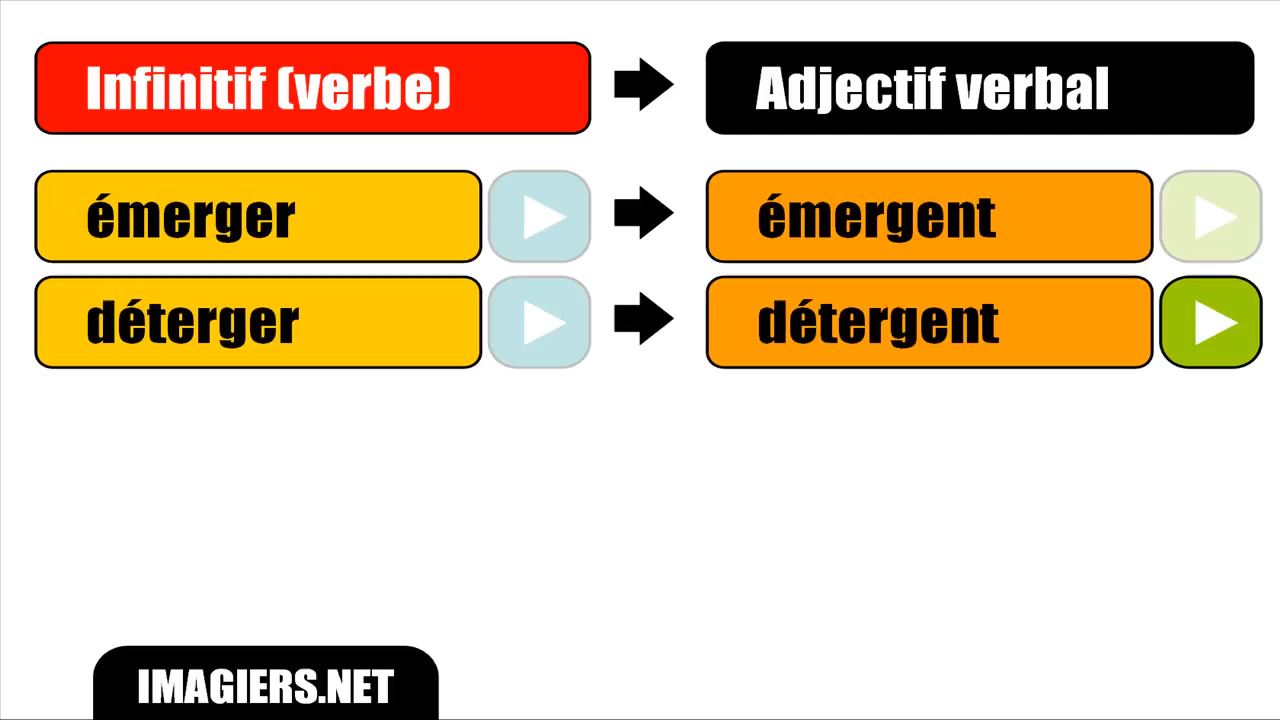 Infinitif (verbe) Adjectif verbal
émerger émergent
déterger détergent
IMAGIERS.NET